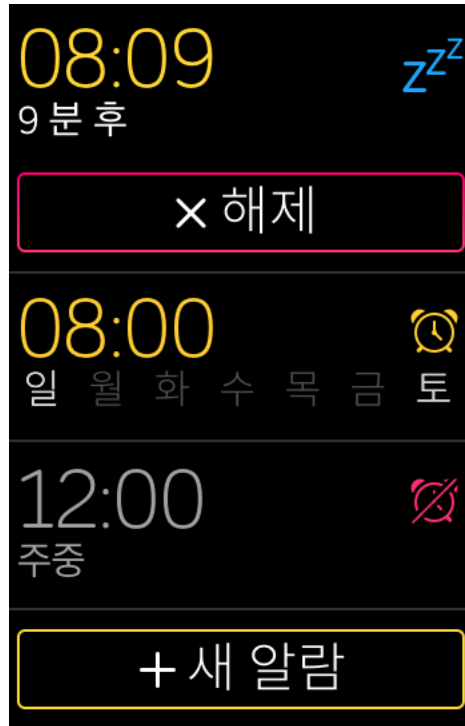 08:09
zzz
9 분 후
× 해제
08:00
일 월 화 수 목 금 토
12:00
주중
+ 새 알람